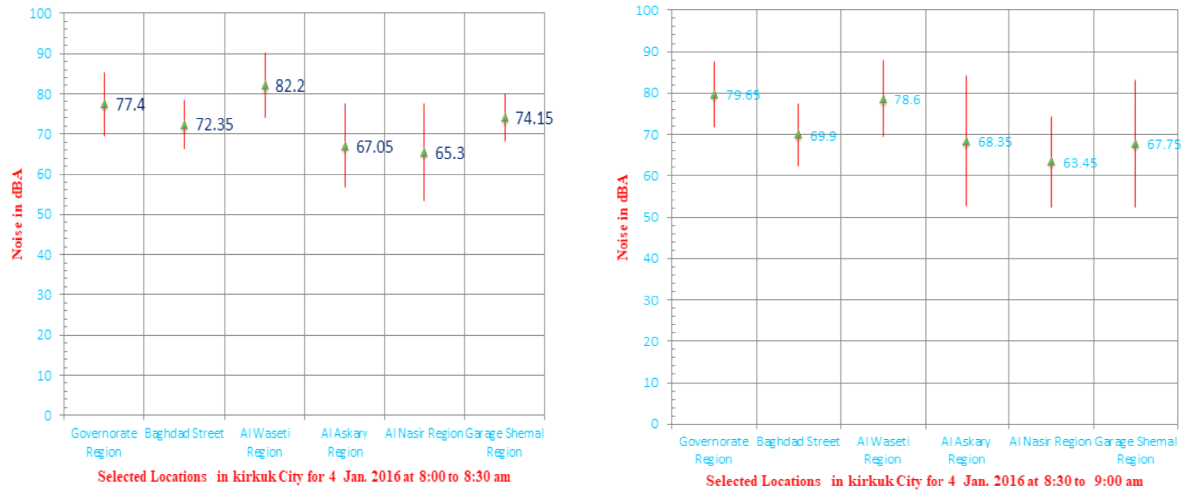 100
90
80
70
60
50
40
30
20
10
0
Noise in dBA
77.4
72.35
82.2
67.05
65.3
74.15
Governorate Region
Baghdad Street
Al Waseti Region
Al Askary Region
Al Nasir Region
Garage Shemal Region
Selected Locations in kirkuk City for 4 Jan. 2016 at 8:00 to 8:30 am
100
90
80
70
60
50
40
30
20
10
0
Noise in dBA
79.65
69.9
78.6
68.35
63.45
67.75
Governorate Region
Baghdad Street
Al Waseti Region
Al Askary Region
Al Nasir Region
Garage Shemal Region
Selected Locations in kirkuk City for 4 Jan. 2016 at 8:30 to 9:00 am